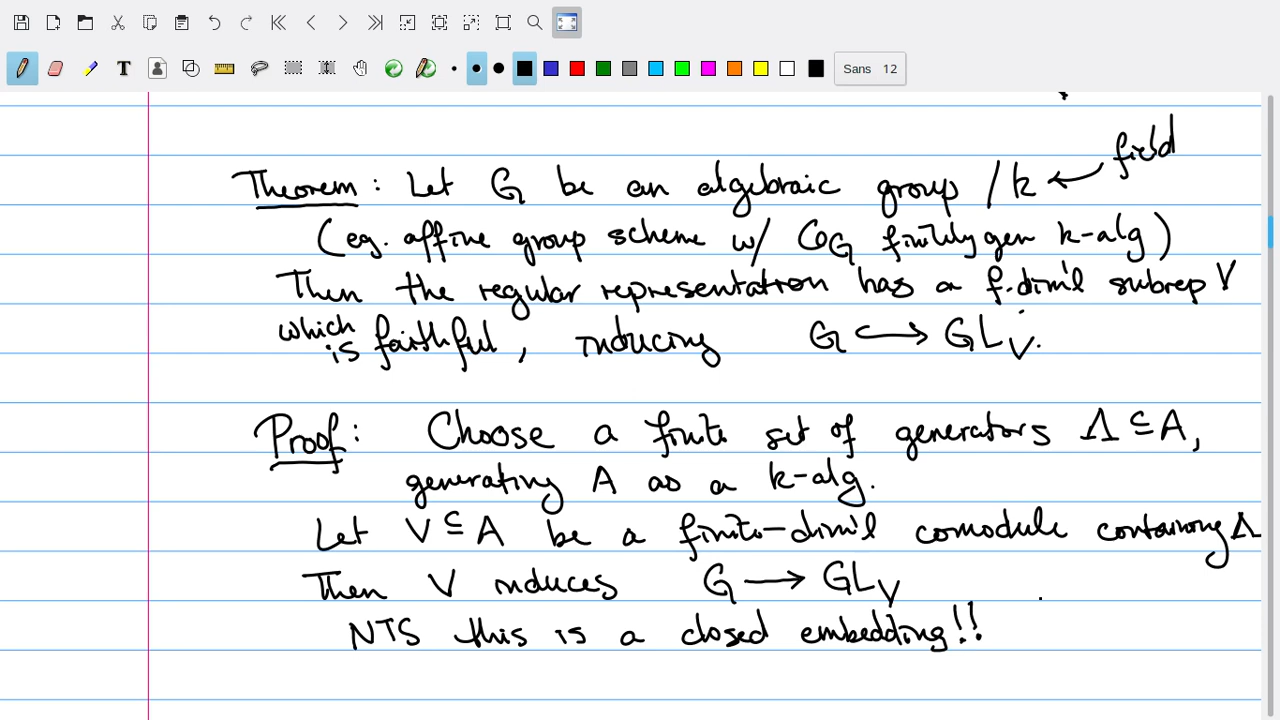 Sans 12
field
Theorem: Let G be an algebraic group /k
(eg. affine group scheme w/ O_G finitely gen k-alg)
Then the regular representation has a f.dim'l subrep V
which is faithful, inducing G ↪ GL_V.
Proof: Choose a finite set of generators Λ ⊆ A,
generating A as a k-alg.
Let V ⊆ A be a finite-dim'l comodule containing Λ
Then V induces G → GL_V
NTS this is a closed embedding!!